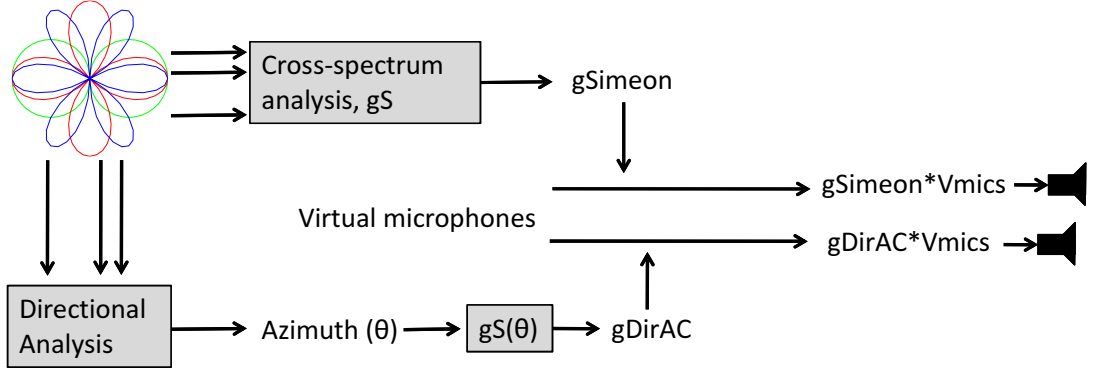 Cross-spectrum
analysis, gS
gSimeon
gSimeon*Vmics
Virtual microphones
gDirAC*Vmics
Directional
Analysis
Azimuth (θ)
gS(θ)
gDirAC